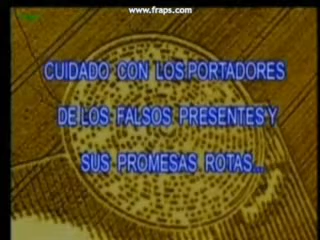 www.fraps.com
CUIDADO CON LOS PORTADORES
DE LOS FALSOS PRESENTES Y
SUS PROMESAS ROTAS...